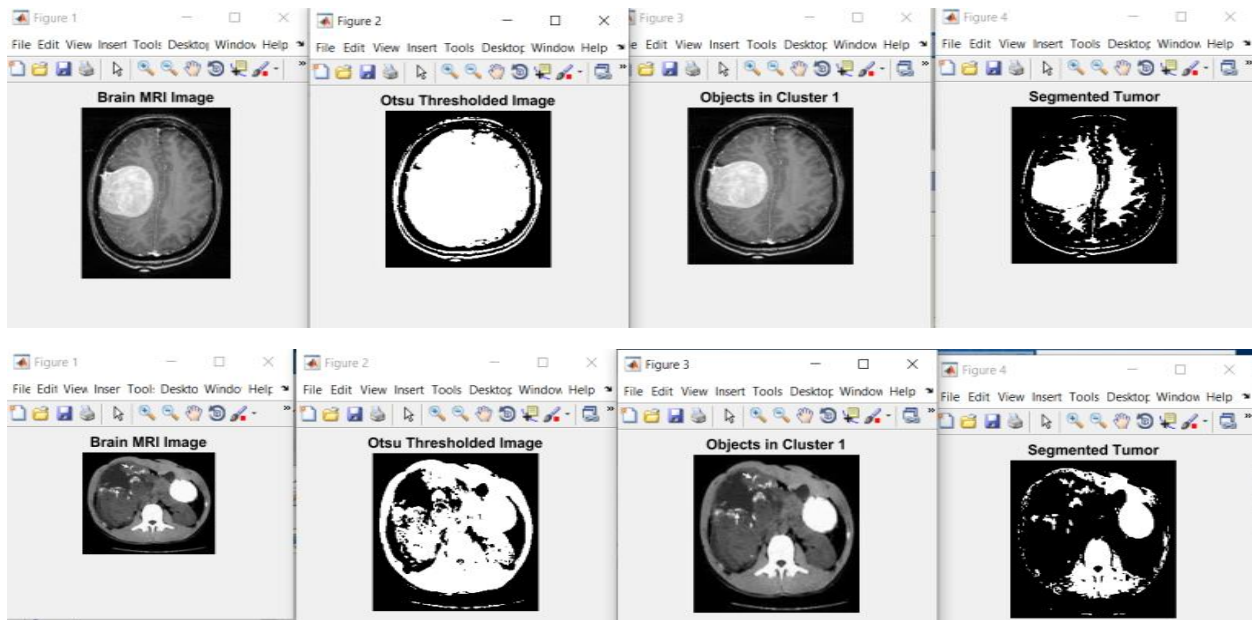 Figure 1
File Edit View Insert Tools Desktop Window Help
Brain MRI Image
Figure 2
File Edit View Insert Tools Desktop Window Help
Otsu Thresholded Image
Figure 3
Edit View Insert Tools Desktop Window Help
Objects in Cluster 1
Figure 4
File Edit View Insert Tools Desktop Window Help
Segmented Tumor
Figure 1
File Edit View Inser Tool: Deskto Windo Help
Brain MRI Image
Figure 2
File Edit View Insert Tools Desktop Window Help
Otsu Thresholded Image
Figure 3
File Edit View Insert Tools Desktop Window Help
Objects in Cluster 1
Figure 4
File Edit View Insert Tools Desktop Window Help
Segmented Tumor